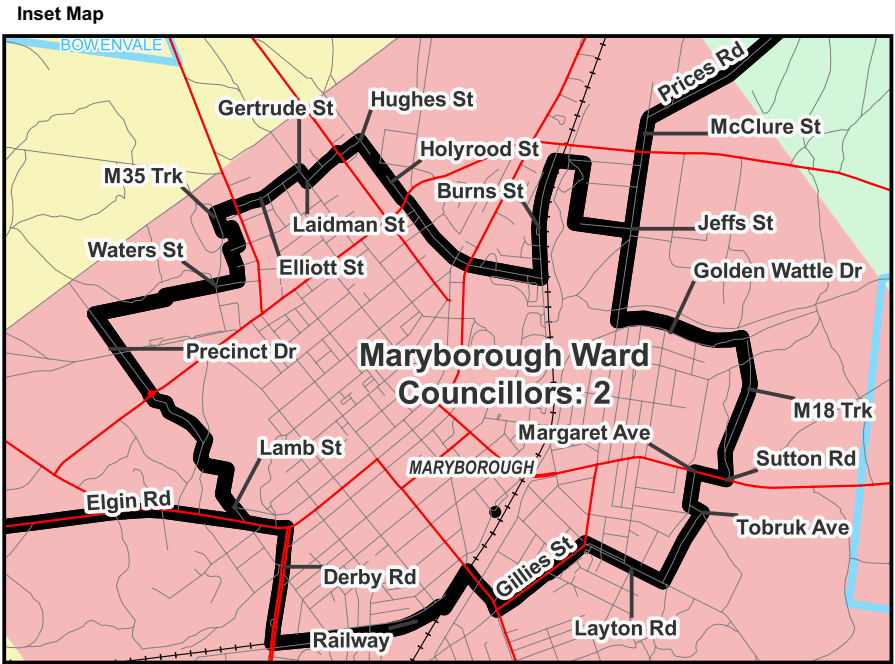 Inset Map
BOWENVALE
Prices Rd
Gertrude St
Hughes St
McClure St
Holyrood St
M35 Trk
Burns St
Laidman St
Jeffs St
Waters St
Elliott St
Golden Wattle Dr
Precinct Dr
Maryborough Ward
Councillors: 2
M18 Trk
Margaret Ave
Lamb St
Sutton Rd
MARYBOROUGH
Elgin Rd
Tobruk Ave
Gillies St
Derby Rd
Layton Rd
Railway